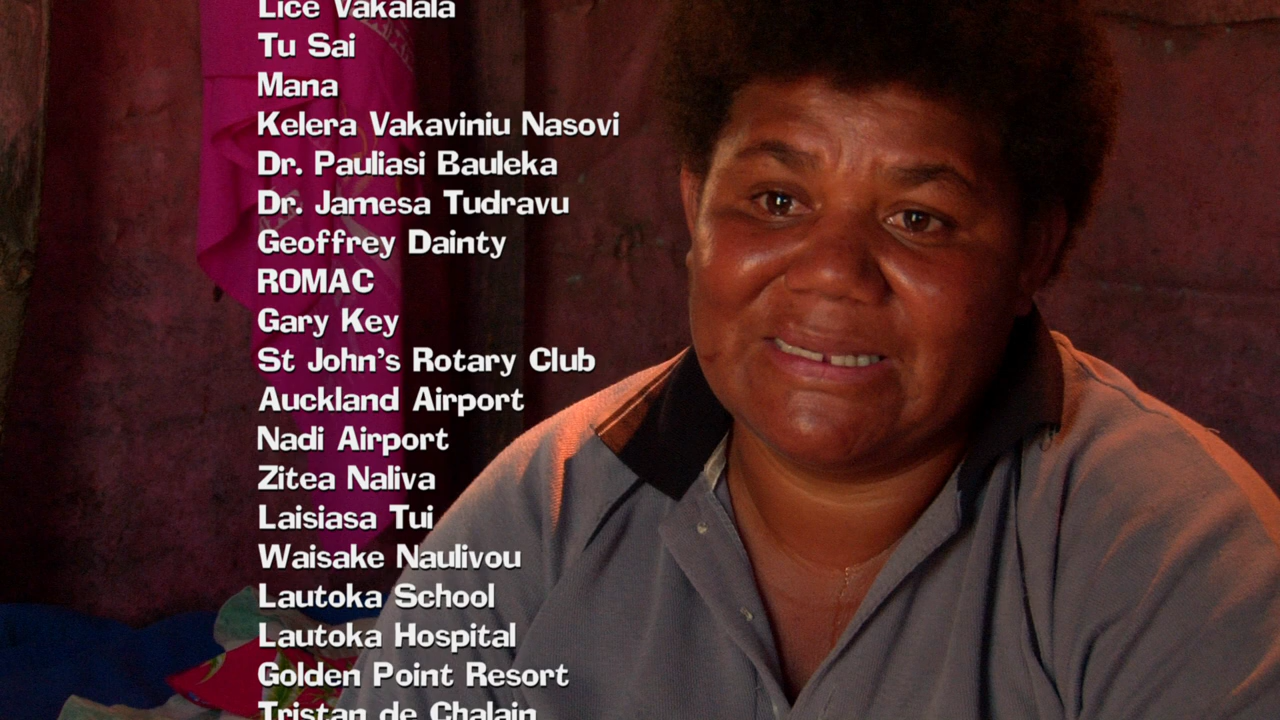 Lice Vakalala
Tu Sai
Mana
Kelera Vakaviniu Nasovi
Dr. Pauliasi Bauleka
Dr. Jamesa Tudravu
Geoffrey Dainty
ROMAC
Gary Key
St John's Rotary Club
Auckland Airport
Nadi Airport
Zitea Naliva
Laisiasa Tui
Waisake Naulivou
Lautoka School
Lautoka Hospital
Golden Point Resort
Tristan de Chalain